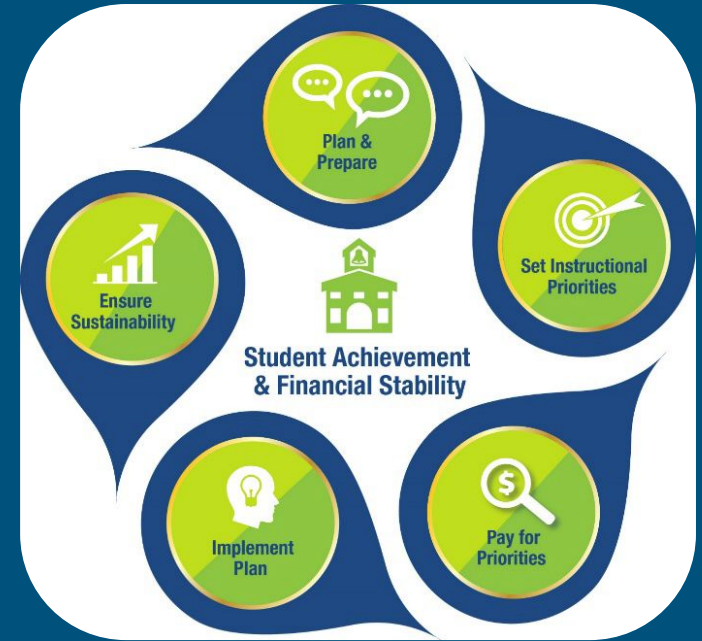 Plan &
Prepare
Set Instructional
Priorities
Ensure
Sustainability
Student Achievement
& Financial Stability
$
Pay for
Priorities
Implement
Plan